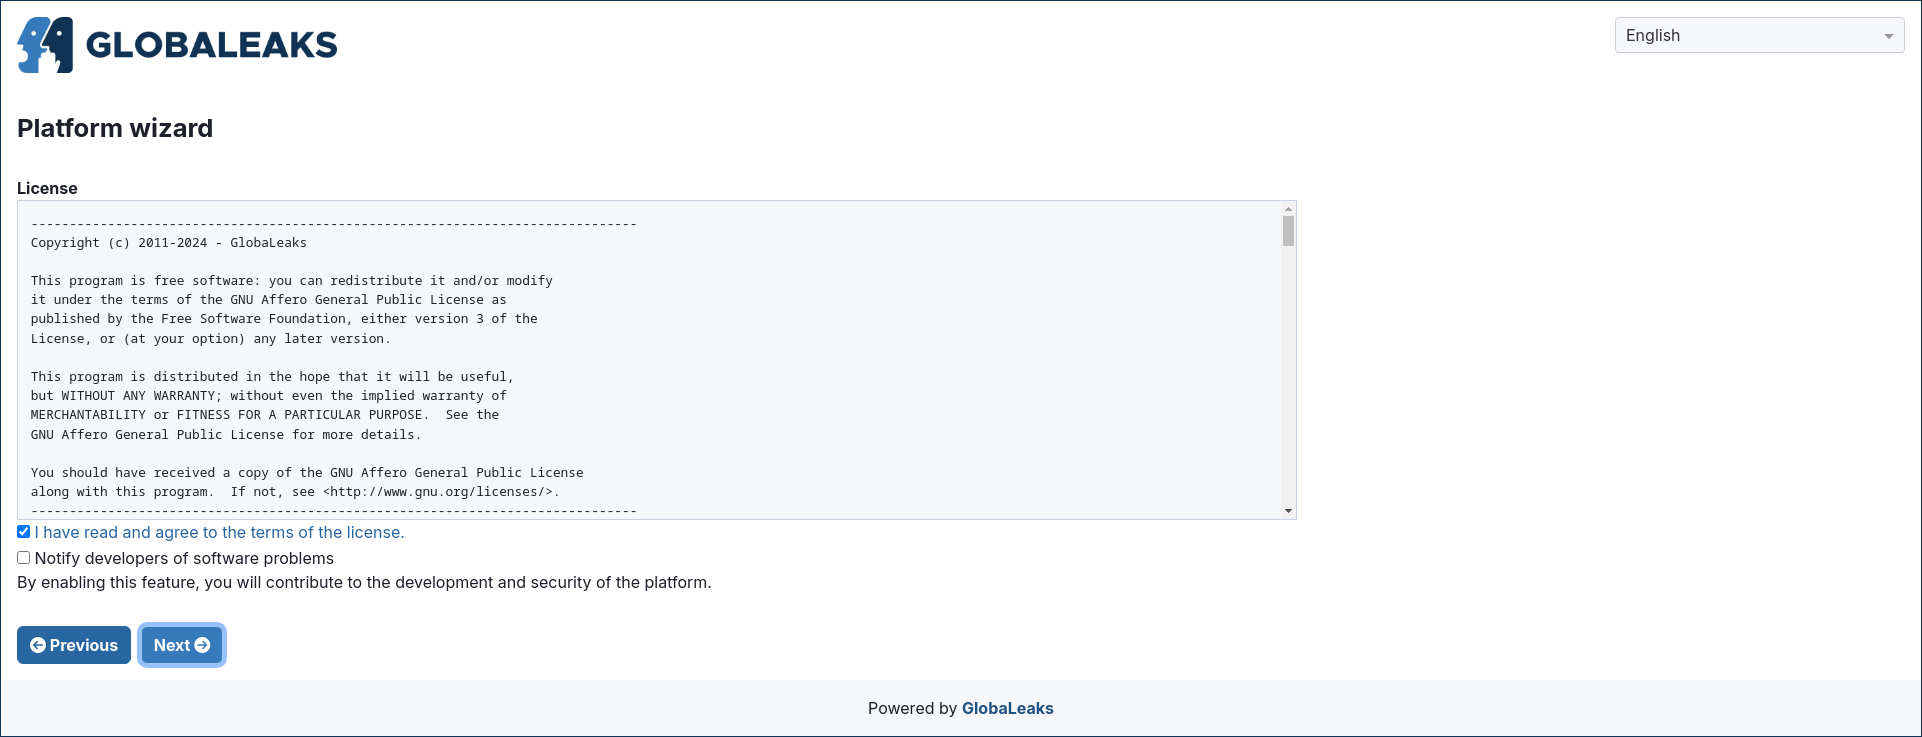 GLOBALEAKS
English
Platform wizard
License
-------------------------------------------------------------------------------
Copyright (c) 2011-2024 - GlobaLeaks
This program is free software: you can redistribute it and/or modify
it under the terms of the GNU Affero General Public License as
published by the Free Software Foundation, either version 3 of the
License, or (at your option) any later version.
This program is distributed in the hope that it will be useful,
but WITHOUT ANY WARRANTY; without even the implied warranty of
MERCHANTABILITY or FITNESS FOR A PARTICULAR PURPOSE.  See the
GNU Affero General Public License for more details.
You should have received a copy of the GNU Affero General Public License
along with this program.  If not, see <http://www.gnu.org/licenses/>.
-------------------------------------------------------------------------------
I have read and agree to the terms of the license.
Notify developers of software problems
By enabling this feature, you will contribute to the development and security of the platform.
Previous Next
Powered by GlobaLeaks